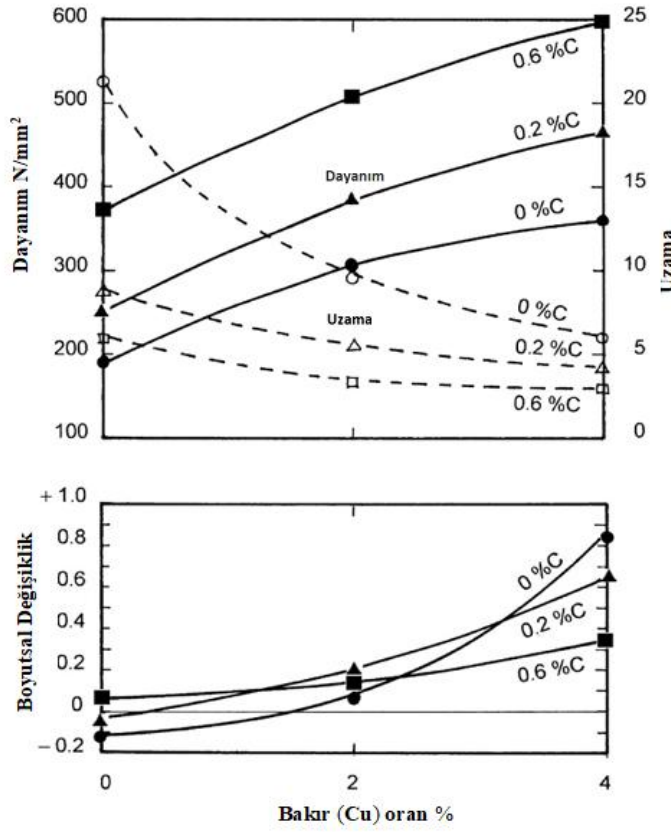 600
500
400
300
200
100
Dayanım N/mm²
25
20
15
10
5
0
Uzama
0.6 %C
0.2 %C
Dayanım
0 %C
Uzama
0 %C
0.2 %C
0.6 %C
+ 1.0
0.8
0.6
0.4
0.2
0
– 0.2
Boyutsal Değişiklik
0 %C
0.2 %C
0.6 %C
0 2 4
Bakır (Cu) oran %